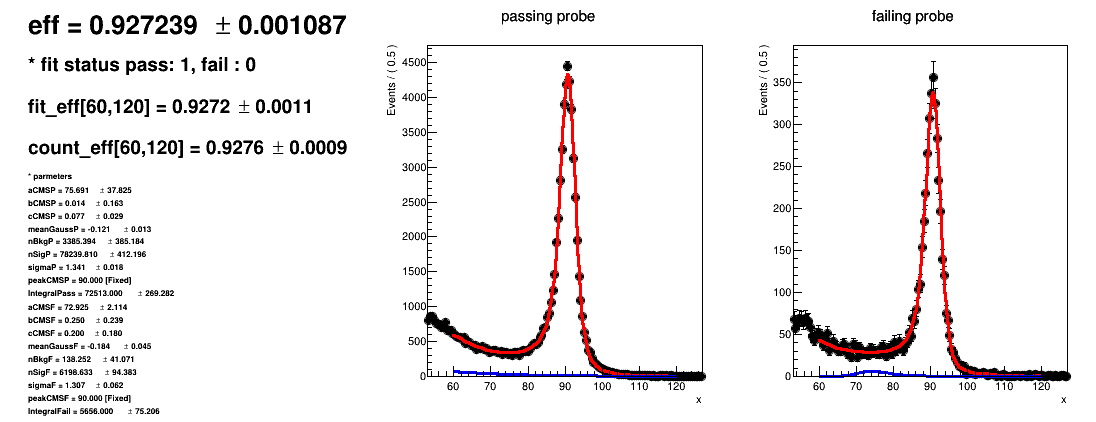 eff = 0.927239 ± 0.001087
* fit status pass: 1, fail : 0
fit_eff[60,120] = 0.9272 ± 0.0011
count_eff[60,120] = 0.9276 ± 0.0009
* parmeters
aCMSP = 75.691 ± 37.825
bCMSP = 0.014 ± 0.163
cCMSP = 0.077 ± 0.029
meanGaussP = -0.121 ± 0.013
nBkgP = 3385.394 ± 385.184
nSigP = 78239.810 ± 412.196
sigmaP = 1.341 ± 0.018
peakCMSP = 90.000 [Fixed]
IntegralPass = 72513.000 ± 269.282
aCMSF = 72.925 ± 2.114
bCMSF = 0.250 ± 0.239
cCMSF = 0.200 ± 0.180
meanGaussF = -0.184 ± 0.045
nBkgF = 138.252 ± 41.071
nSigF = 6198.633 ± 94.383
sigmaF = 1.307 ± 0.062
peakCMSF = 90.000 [Fixed]
IntegralFail = 5656.000 ± 75.206
passing probe
Events / ( 0.5 )
4500
4000
3500
3000
2500
2000
1500
1000
500
0
60 70 80 90 100 110 120
x
failing probe
Events / ( 0.5 )
350
300
250
200
150
100
50
0
60 70 80 90 100 110 120
x